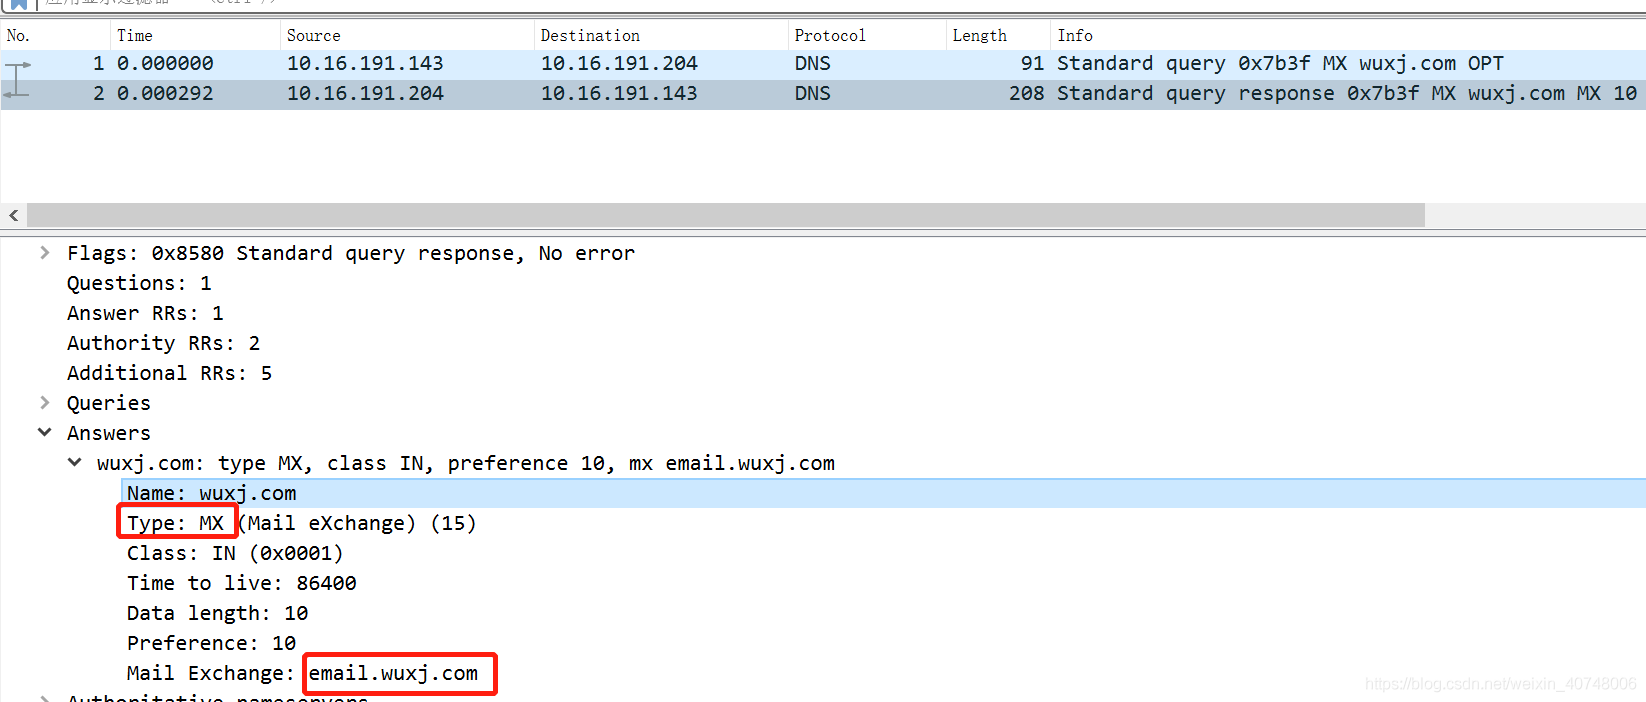 No. Time Source Destination Protocol Length Info
1 0.000000 10.16.191.143 10.16.191.204 DNS 91 Standard query 0x7b3f MX wuxj.com OPT
2 0.000292 10.16.191.204 10.16.191.143 DNS 208 Standard query response 0x7b3f MX wuxj.com MX 10
Flags: 0x8580 Standard query response, No error
Questions: 1
Answer RRs: 1
Authority RRs: 2
Additional RRs: 5
Queries
Answers
wuxj.com: type MX, class IN, preference 10, mx email.wuxj.com
Name: wuxj.com
Type: MX (Mail eXchange) (15)
Class: IN (0x0001)
Time to live: 86400
Data length: 10
Preference: 10
Mail Exchange: email.wuxj.com
Authoritative nameservers
https://blog.csdn.net/weixin_40748006